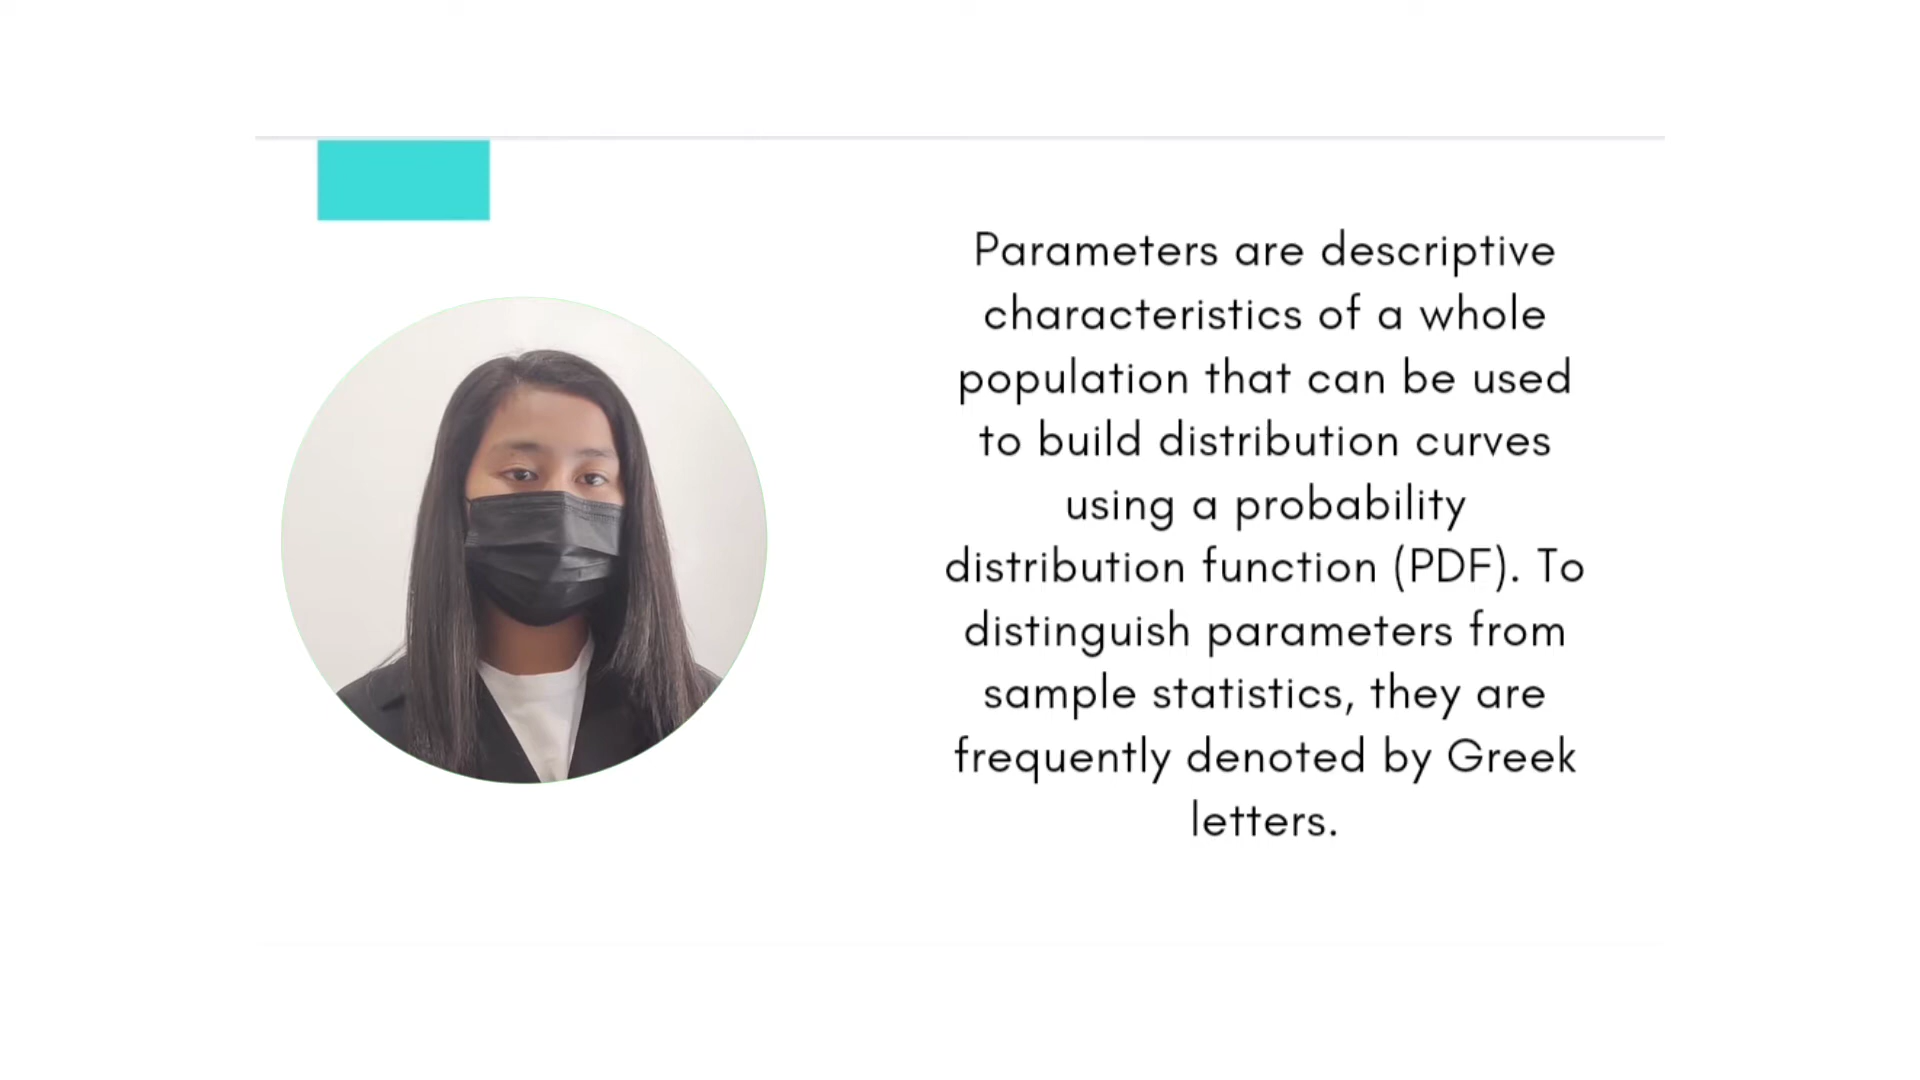 Parameters are descriptive
characteristics of a whole
population that can be used
to build distribution curves
using a probability
distribution function (PDF). To
distinguish parameters from
sample statistics, they are
frequently denoted by Greek
letters.